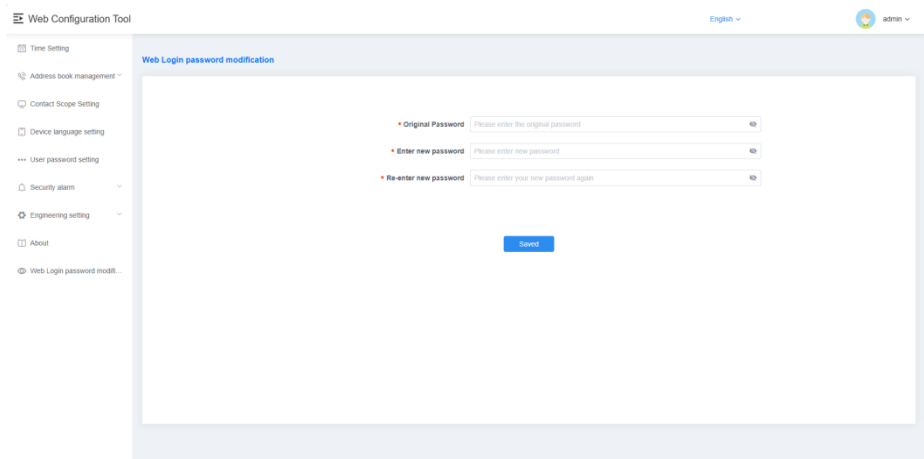 Web Configuration Tool
English
admin
Time Setting
Address book management
Contact Scope Setting
Device language setting
User password setting
Security alarm
Engineering setting
About
Web Login password modifi...
Web Login password modification
* Original Password Please enter the original password
* Enter new password Please enter new password
* Re-enter new password Please enter your new password again
Saved